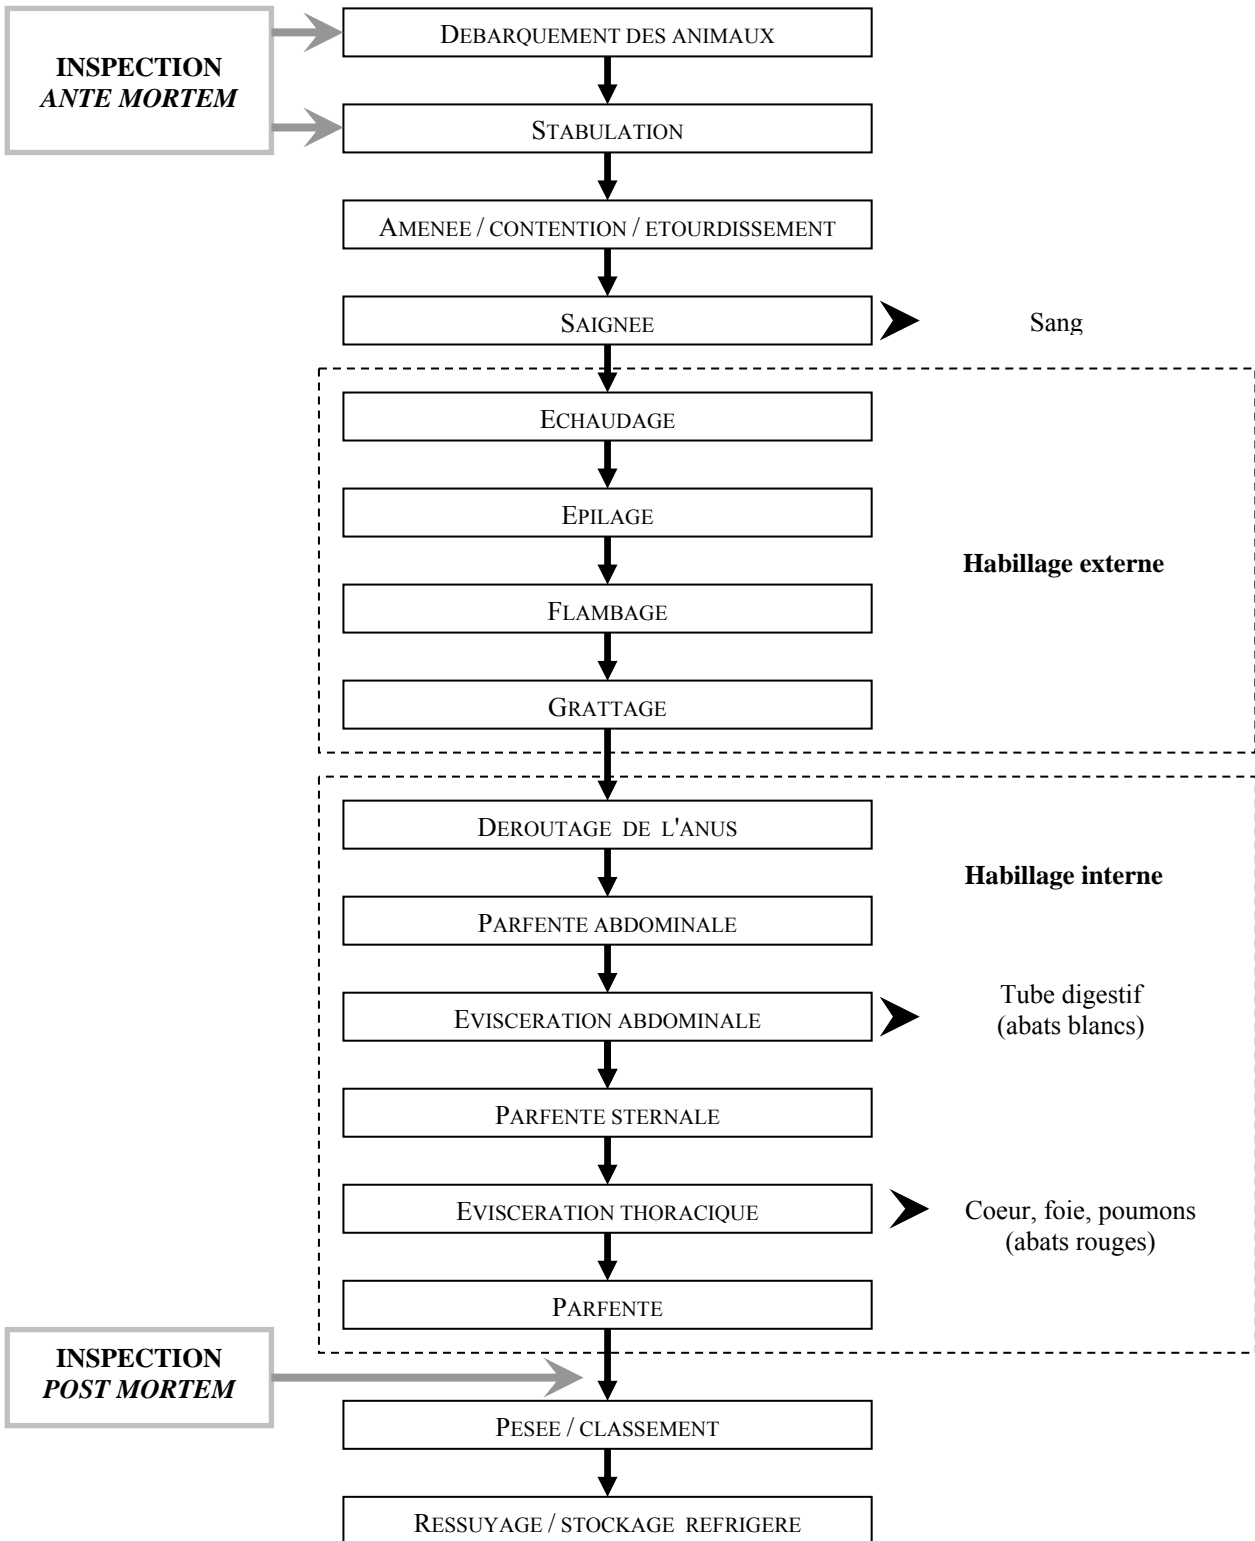 INSPECTION
ANTE MORTEM
DEBARQUEMENT DES ANIMAUX
STABULATION
AMENEE / CONTENTION / ETOURDISSEMENT
SAIGNEE
Sang
ECHAUDAGE
EPILAGE
Habillage externe
FLAMBAGE
GRATTAGE
DEROUTAGE DE L'ANUS
Habillage interne
PARFENTE ABDOMINALE
EVISCERATION ABDOMINALE
Tube digestif
(abats blancs)
PARFENTE STERNALE
EVISCERATION THORACIQUE
Coeur, foie, poumons
(abats rouges)
PARFENTE
INSPECTION
POST MORTEM
PESEE / CLASSEMENT
RESSUYAGE / STOCKAGE REFRIGERE